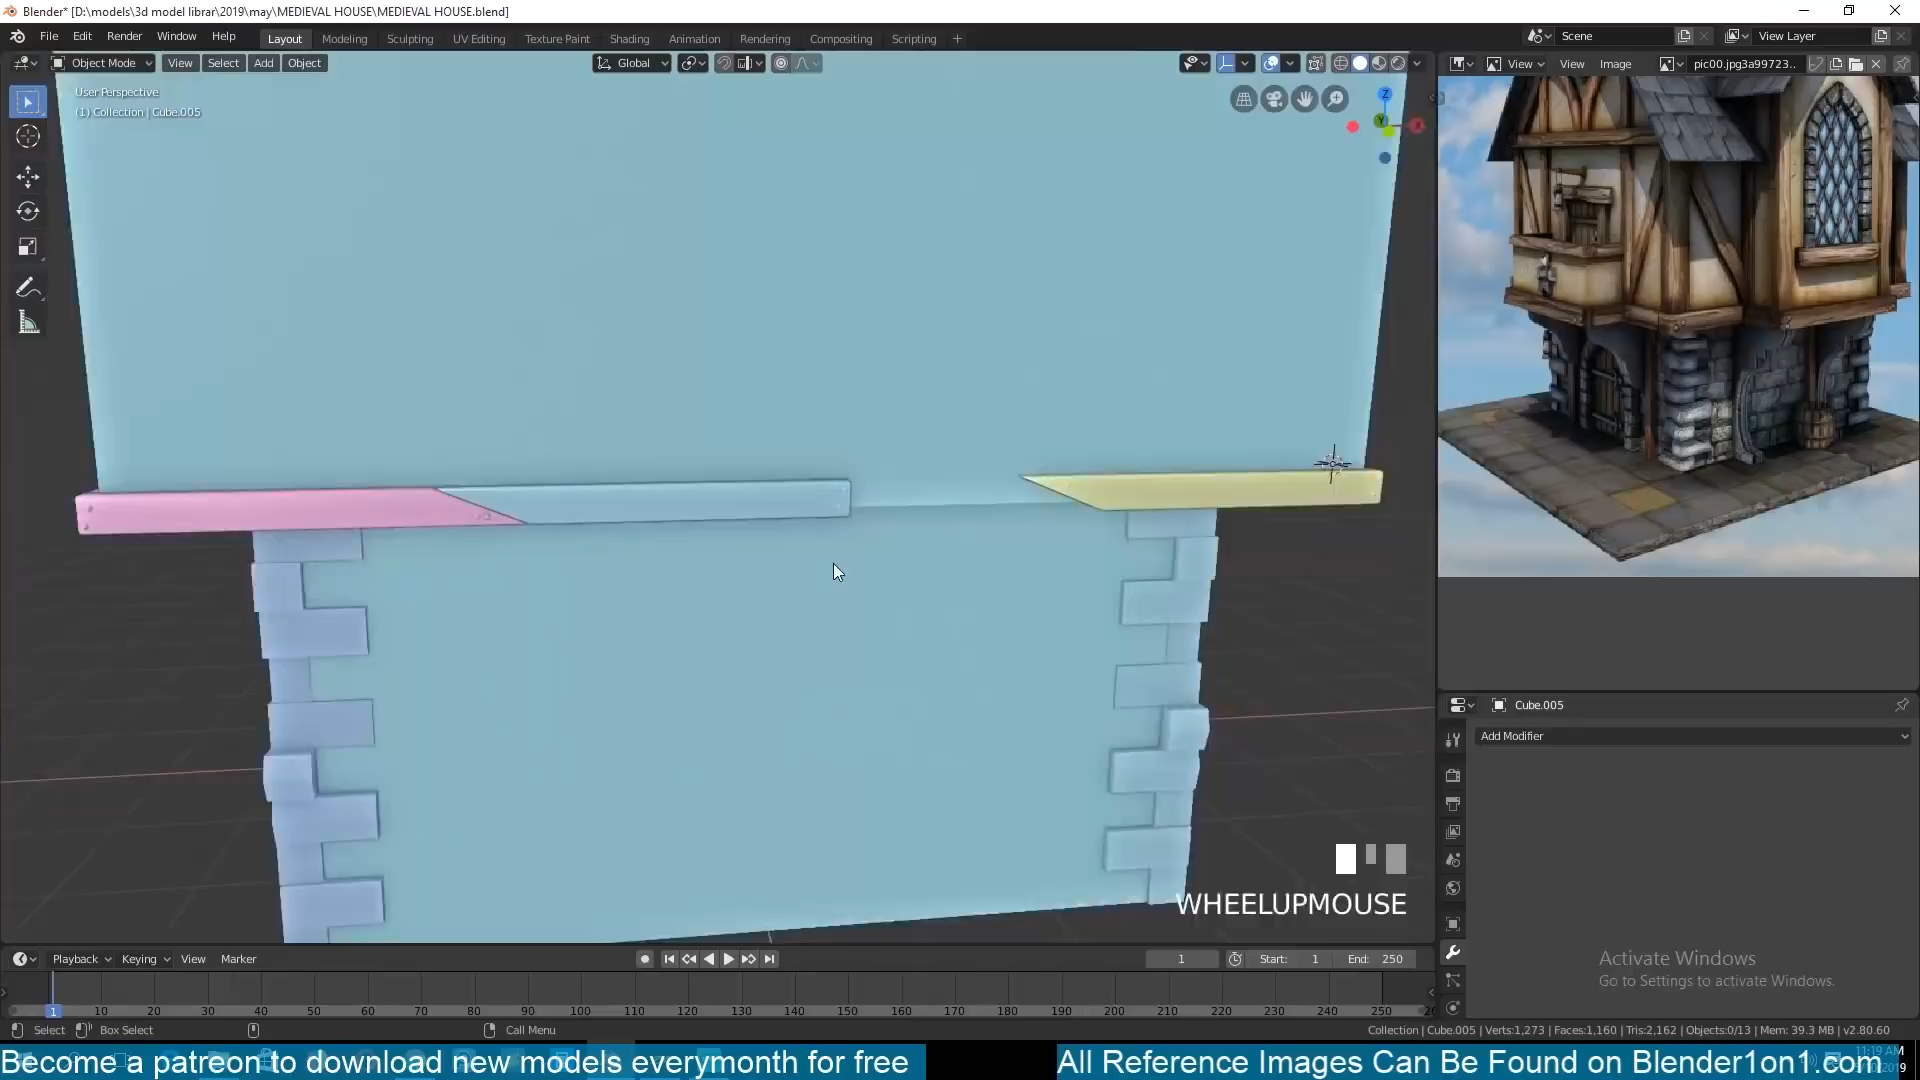 Blender* [D:\models\3d model librar\2019\may\MEDIEVAL HOUSE\MEDIEVAL HOUSE.blend]
File Edit Render Window Help Layout Modeling Sculpting UV Editing Texture Paint Shading Animation Rendering Compositing Scripting + Scene View Layer
Object Mode View Select Add Object Global View View Image pic00.jpg3a99723..
User Perspective
(1) Collection | Cube.005
Z
Y
X
Cube.005
Add Modifier
WHEELUPMOUSE
Activate Windows
Go to Settings to activate Windows.
Playback Keying View Marker 1 Start: 1 End: 250
1 10 20 30 40 50 60 70 80 90 100 110 120 130 140 150 160 170 180 190 200 210 220 230 240 250
Select Box Select Call Menu Collection | Cube.005 | Verts:1,273 | Faces:1,160 | Tris:2,162 | Objects:0/13 | Mem: 39.3 MB | v2.80.60
Become a patreon to download new models everymonth for free All Reference Images Can Be Found on Blender1on1.com
11:19 AM